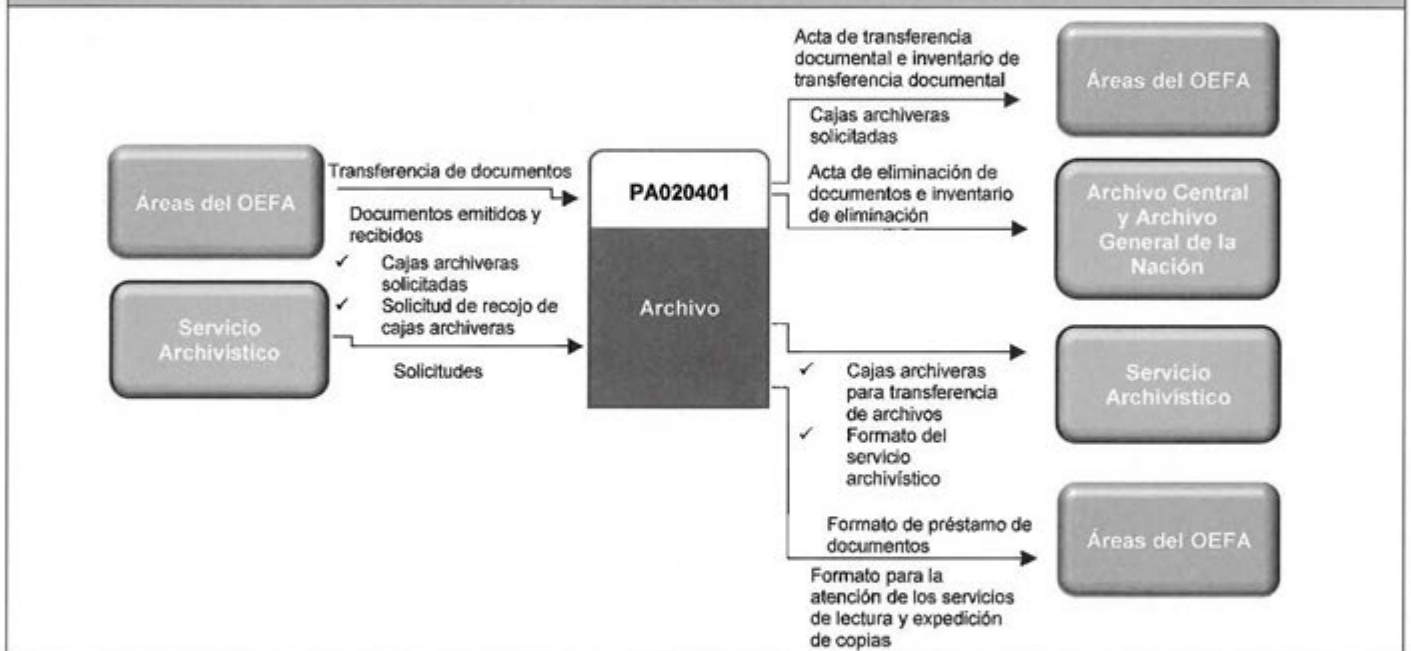 Áreas del OEFA
Transferencia de documentos
Documentos emitidos y
recibidos
✓ Cajas archiveras
solicitadas
✓ Solicitud de recojo de
cajas archiveras
Servicio
Archivístico
Solicitudes
PA020401
Archivo
Acta de transferencia
documental e inventario de
transferencia documental
Cajas archiveras
solicitadas
Áreas del OEFA
Acta de eliminación de
documentos e inventario
de eliminación
Archivo Central
y Archivo
General de la
Nación
✓ Cajas archiveras
para transferencia
de archivos
✓ Formato del
servicio
archivístico
Servicio
Archivístico
Formato de préstamo de
documentos
Formato para la
atención de los servicios
de lectura y expedición
de copias
Áreas del OEFA